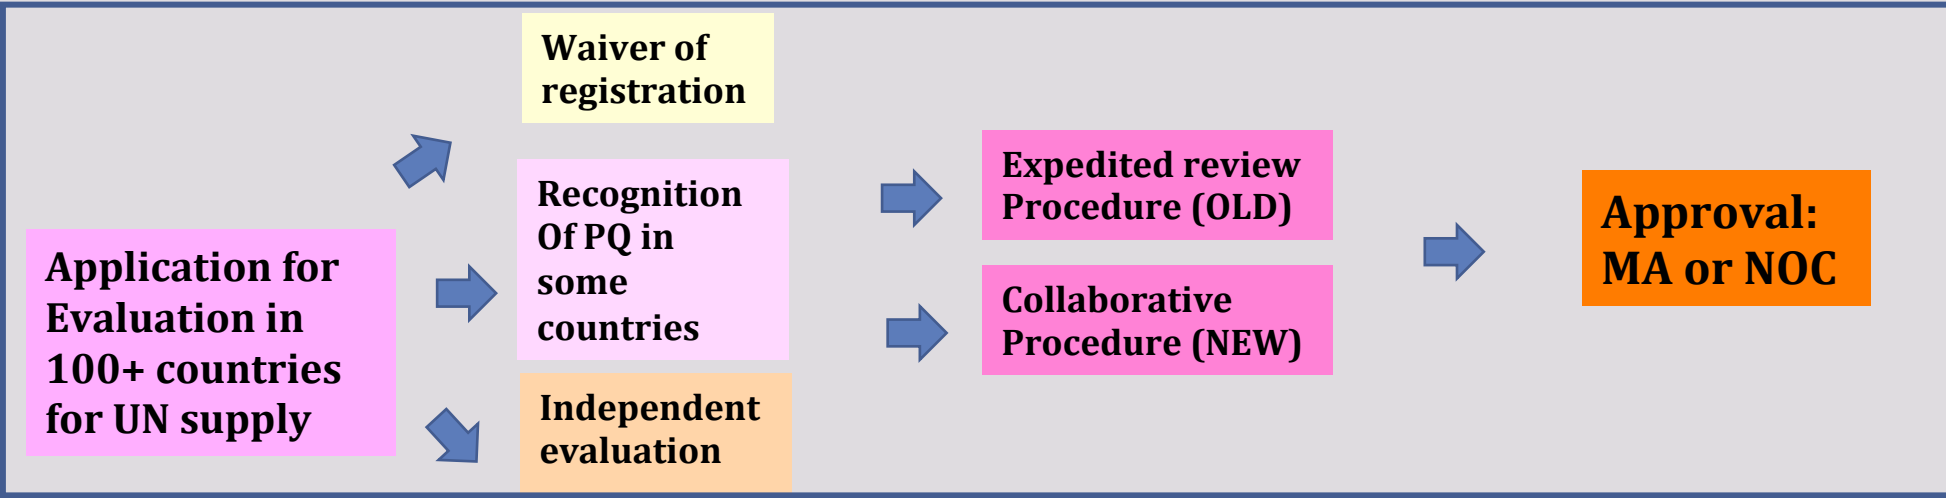 Application for
Evaluation in
100+ countries
for UN supply
Waiver of
registration
Recognition
Of PQ in
some
countries
Independent
evaluation
Expedited review
Procedure (OLD)
Collaborative
Procedure (NEW)
Approval:
MA or NOC